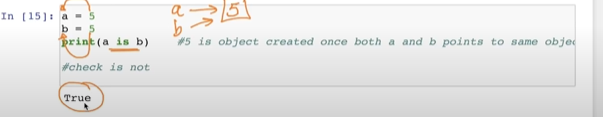 In [15]: a = 5
b = 5
print(a is b)    #5 is object created once both a and b points to same objec
#check is not
True
a 5
b